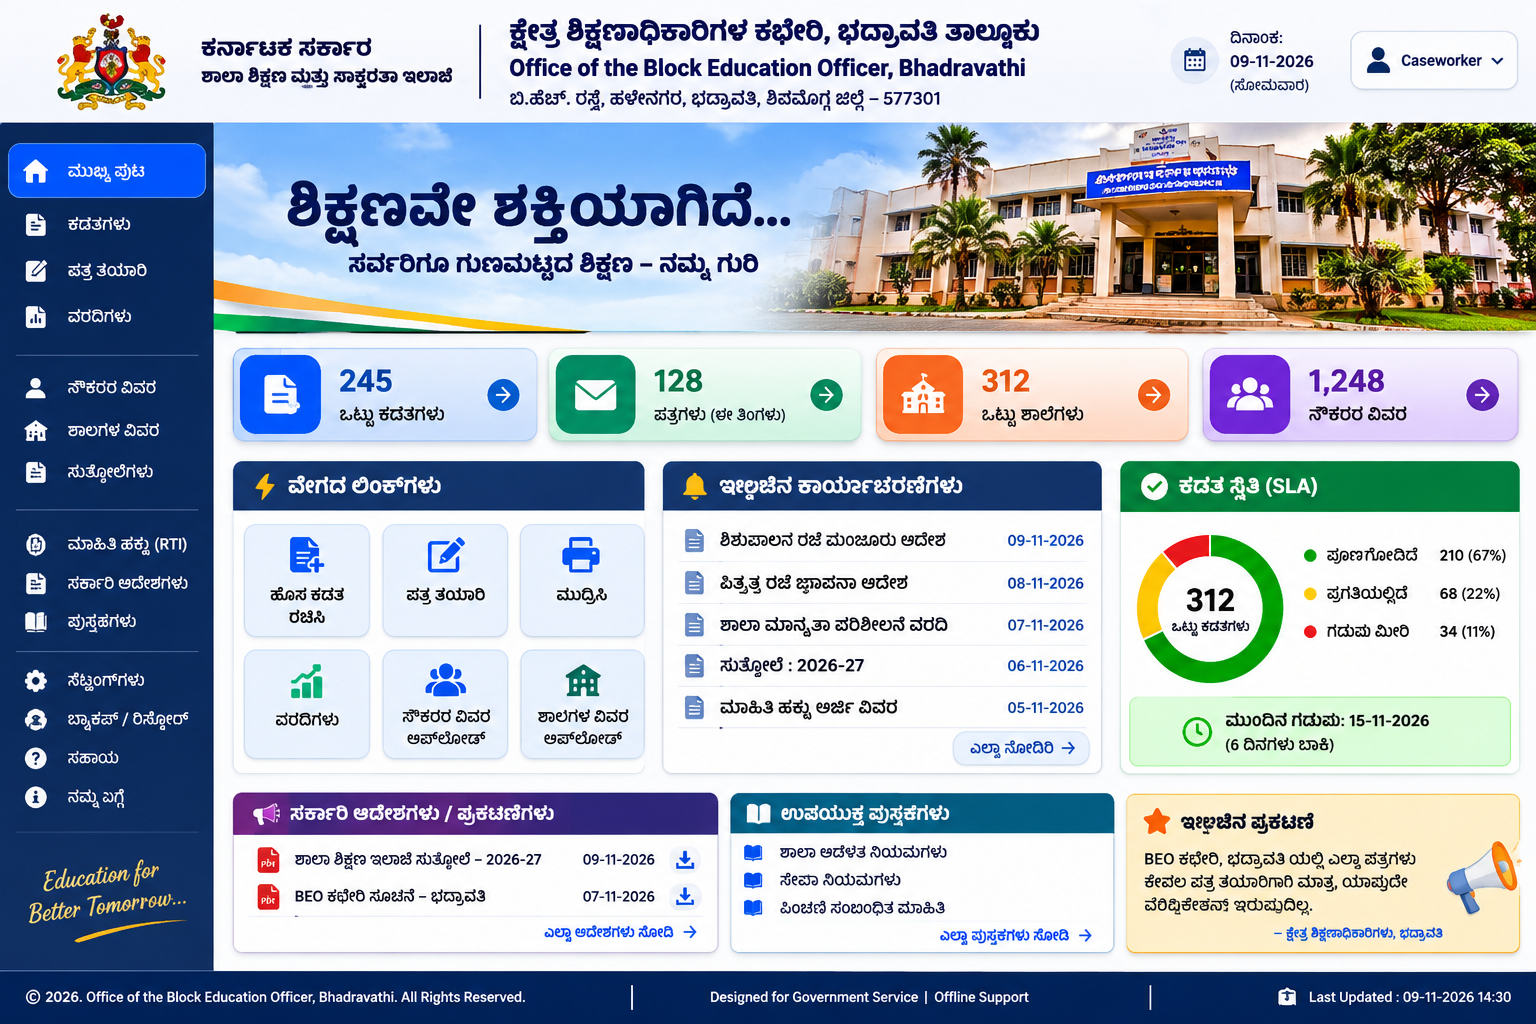 ಕರ್ನಾಟಕ ಸರ್ಕಾರ
ಶಾಲಾ ಶಿಕ್ಷಣ ಮತ್ತು ಸಾಕ್ಷರತಾ ಇಲಾಖೆ
ಕ್ಷೇತ್ರ ಶಿಕ್ಷಣಾಧಿಕಾರಿಗಳ ಕಛೇರಿ, ಭದ್ರಾವತಿ ತಾಲ್ಲೂಕು
Office of the Block Education Officer, Bhadravathi
ಬಿ.ಹೆಚ್. ರಸ್ತೆ, ಹಳೇನಗರ, ಭದ್ರಾವತಿ, ಶಿವಮೊಗ್ಗ ಜಿಲ್ಲೆ – 577301
ದಿನಾಂಕ:
09-11-2026
(ಸೋಮವಾರ)
Caseworker
ಮುಖ್ಯ ಪುಟ
ಕಡತಗಳು
ಪತ್ರ ತಯಾರಿ
ವರದಿಗಳು
ನೌಕರರ ವಿವರ
ಶಾಲಗಳ ವಿವರ
ಸುತ್ತೋಲೆಗಳು
ಮಾಹಿತಿ ಹಕ್ಕು (RTI)
ಸರ್ಕಾರಿ ಆದೇಶಗಳು
ಪುಸ್ತಕಗಳು
ಸೆಟ್ಟಿಂಗ್‌ಗಳು
ಬ್ಯಾಕಪ್ / ರಿಸ್ಟೋರ್
ಸಹಾಯ
ನಮ್ಮ ಬಗ್ಗೆ
Education for
Better Tomorrow...
ಶಿಕ್ಷಣವೇ ಶಕ್ತಿಯಾಗಿದೆ...
ಸರ್ವರಿಗೂ ಗುಣಮಟ್ಟದ ಶಿಕ್ಷಣ – ನಮ್ಮ ಗುರಿ
245
ಒಟ್ಟು ಕಡತಗಳು
128
ಪತ್ರಗಳು (ಈ ತಿಂಗಳು)
312
ಒಟ್ಟು ಶಾಲೆಗಳು
1,248
ನೌಕರರ ವಿವರ
ವೇಗದ ಲಿಂಕ್‌ಗಳು
ಹೊಸ ಕಡತ
ರಚಿಸಿ
ಪತ್ರ ತಯಾರಿ
ಮುದ್ರಿಸಿ
ವರದಿಗಳು
ನೌಕರರ ವಿವರ
ಅಪ್‌ಲೋಡ್
ಶಾಲಗಳ ವಿವರ
ಅಪ್‌ಲೋಡ್
ಕಾರ್ಯಾಚರಣೆಗಳು
ಶಿಶುಪಾಲನ ರಜೆ ಮಂಜೂರು ಆದೇಶ 09-11-2026
ಪಿತೃತ್ವ ರಜೆ ಜ್ಞಾಪನಾ ಆದೇಶ 08-11-2026
ಶಾಲಾ ಮಾನ್ಯತಾ ಪರಿಶೀಲನೆ ವರದಿ 07-11-2026
ಸುತ್ತೋಲೆ : 2026-27 06-11-2026
ಮಾಹಿತಿ ಹಕ್ಕು ಅರ್ಜಿ ವಿವರ 05-11-2026
ಎಲ್ಲಾ ನೋಡಿರಿ
ಕಡತ ಸ್ಥಿತಿ (SLA)
312
ಒಟ್ಟು ಕಡತಗಳು
210 (67%)
ಪ್ರಗತಿಯಲ್ಲಿದೆ 68 (22%)
ಗಡುವು ಮೀರಿ 34 (11%)
ಮುಂದಿನ ಗಡುವು: 15-11-2026
(6 ದಿನಗಳು ಬಾಕಿ)
ಸರ್ಕಾರಿ ಆದೇಶಗಳು / ಪ್ರಕಟಣೆಗಳು
ಶಾಲಾ ಶಿಕ್ಷಣ ಇಲಾಖೆ ಸುತ್ತೋಲೆ – 2026-27 09-11-2026
BEO ಕಛೇರಿ ಸೂಚನೆ – ಭದ್ರಾವತಿ 07-11-2026
ಎಲ್ಲಾ ಆದೇಶಗಳು ನೋಡಿ
ಉಪಯುಕ್ತ ಪುಸ್ತಕಗಳು
ಶಾಲಾ ಆಡಳಿತ ನಿಯಮಗಳು
ಸೇವಾ ನಿಯಮಗಳು
ಪಿಂಚಣಿ ಸಂಬಂಧಿತ ಮಾಹಿತಿ
ಎಲ್ಲಾ ಪುಸ್ತಕಗಳು ನೋಡಿ
ಪ್ರಕಟಣೆ
BEO ಕಛೇರಿ, ಭದ್ರಾವತಿ ಯಲ್ಲಿ ಎಲ್ಲಾ ಪತ್ರಗಳು
ಕೇವಲ ಪತ್ರ ತಯಾರಿಗಾಗಿ ಮಾತ್ರ, ಯಾವುದೇ
ಇರುವುದಿಲ್ಲ.
– ಕ್ಷೇತ್ರ ಶಿಕ್ಷಣಾಧಿಕಾರಿಗಳು, ಭದ್ರಾವತಿ
© 2026. Office of the Block Education Officer, Bhadravathi. All Rights Reserved.
Designed for Government Service | Offline Support
Last Updated : 09-11-2026 14:30